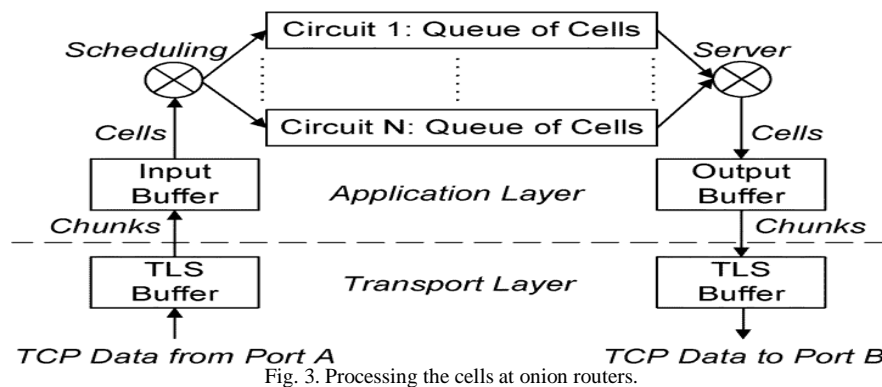 Scheduling
Circuit 1: Queue of Cells
Server
Circuit N: Queue of Cells
Cells
Cells
Input
Buffer
Application Layer
Output
Buffer
Chunks
Chunks
TLS
Buffer
Transport Layer
TLS
Buffer
TCP Data from Port A
TCP Data to Port B
Fig. 3. Processing the cells at onion routers.